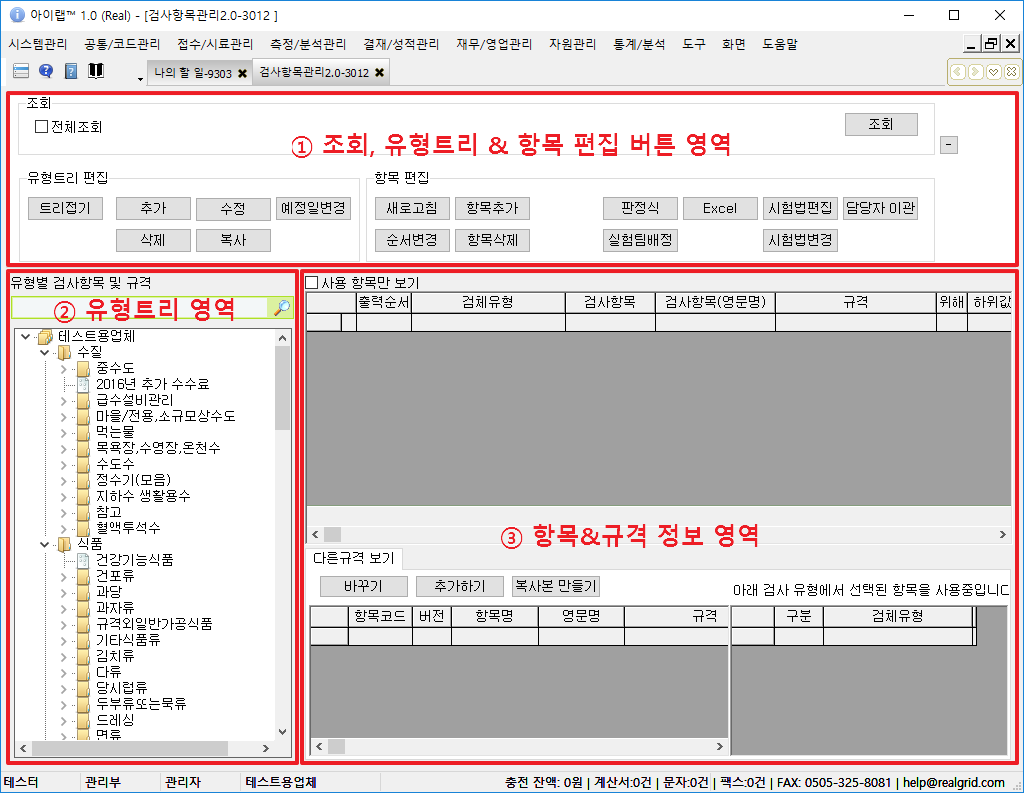 아이랩™ 1.0 (Real) - [검사항목관리2.0-3012 ]
시스템관리 공통/코드관리 접수/시료관리 측정/분석관리 결재/성적관리 재무/영업관리 자원관리 통계/분석 도구 화면 도움말
나의 할 일-9303 검사항목관리2.0-3012
조회
전체조회
조회
① 조회, 유형트리 & 항목 편집 버튼 영역
유형트리 편집
트리접기 추가 수정 예정일변경
삭제 복사
항목 편집
새로고침 항목추가 판정식 Excel 시험법편집 담당자 이관
순서변경 항목삭제 실험팀배정 시험법변경
유형별 검사항목 및 규격
② 유형트리 영역
테스트용업체
수질
중수도
2016년 추가 수수료
급수설비관리
마을/전용,소규모상수도
먹는물
목욕장,수영장,온천수
수도수
정수기(모음)
지하수 생활용수
참고
혈액투석수
식품
건강기능식품
건포류
과당
과자류
규격외일반가공식품
기타식품류
김치류
다류
당시럽류
두부류또는묵류
드레싱
면류
사용 항목만 보기
출력순서 검체유형 검사항목 검사항목(영문명) 규격 위해 하위값
③ 항목&규격 정보 영역
다른규격 보기
바꾸기 추가하기 복사본 만들기
아래 검사 유형에서 선택된 항목을 사용중입니다
항목코드 버전 항목명 영문명 규격
구분 검체유형
테스터 관리부 관리자 테스트용업체 충전 잔액: 0원 | 계산서:0건 | 문자:0건 | 팩스:0건 | FAX: 0505-325-8081 | help@realgrid.com